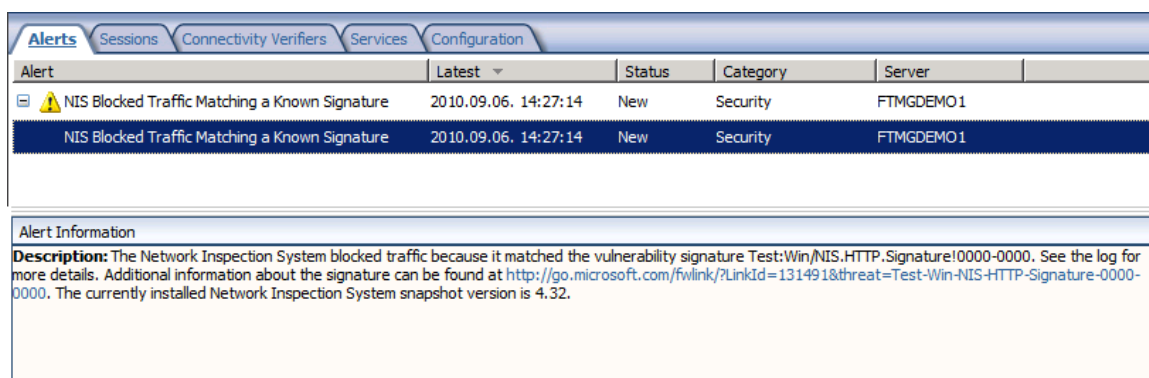 Alerts Sessions Connectivity Verifiers Services Configuration
Alert Latest Status Category Server
NIS Blocked Traffic Matching a Known Signature 2010.09.06. 14:27:14 New Security FTMGDEMO1
NIS Blocked Traffic Matching a Known Signature 2010.09.06. 14:27:14 New Security FTMGDEMO1
Alert Information
Description: The Network Inspection System blocked traffic because it matched the vulnerability signature Test:Win/NIS.HTTP.Signature!0000-0000. See the log for
more details. Additional information about the signature can be found at http://go.microsoft.com/fwlink/?LinkId=131491&threat=Test-Win-NIS-HTTP-Signature-0000-
0000. The currently installed Network Inspection System snapshot version is 4.32.